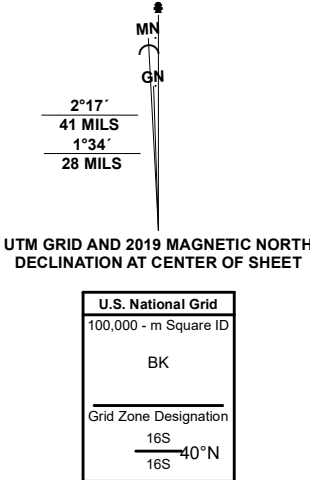 MN
GN
2°17´
41 MILS
1°34´
28 MILS
UTM GRID AND 2019 MAGNETIC NORTH
DECLINATION AT CENTER OF SHEET
U.S. National Grid
100,000 - m Square ID
BK
Grid Zone Designation
16S
40°N
16S